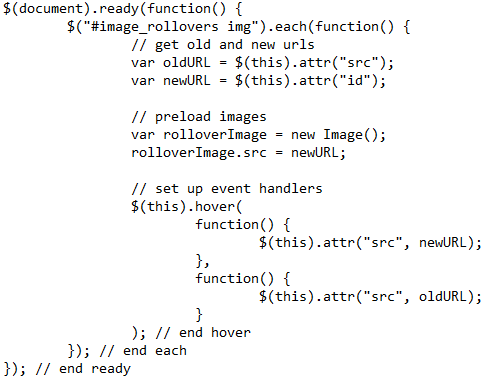 $(document).ready(function() {
$("#image_rollovers img").each(function() {
// get old and new urls
var oldURL = $(this).attr("src");
var newURL = $(this).attr("id");
// preload images
var rolloverImage = new Image();
rolloverImage.src = newURL;
// set up event handlers
$(this).hover(
function() {
$(this).attr("src", newURL);
},
function() {
$(this).attr("src", oldURL);
}
); // end hover
}); // end each
}); // end ready